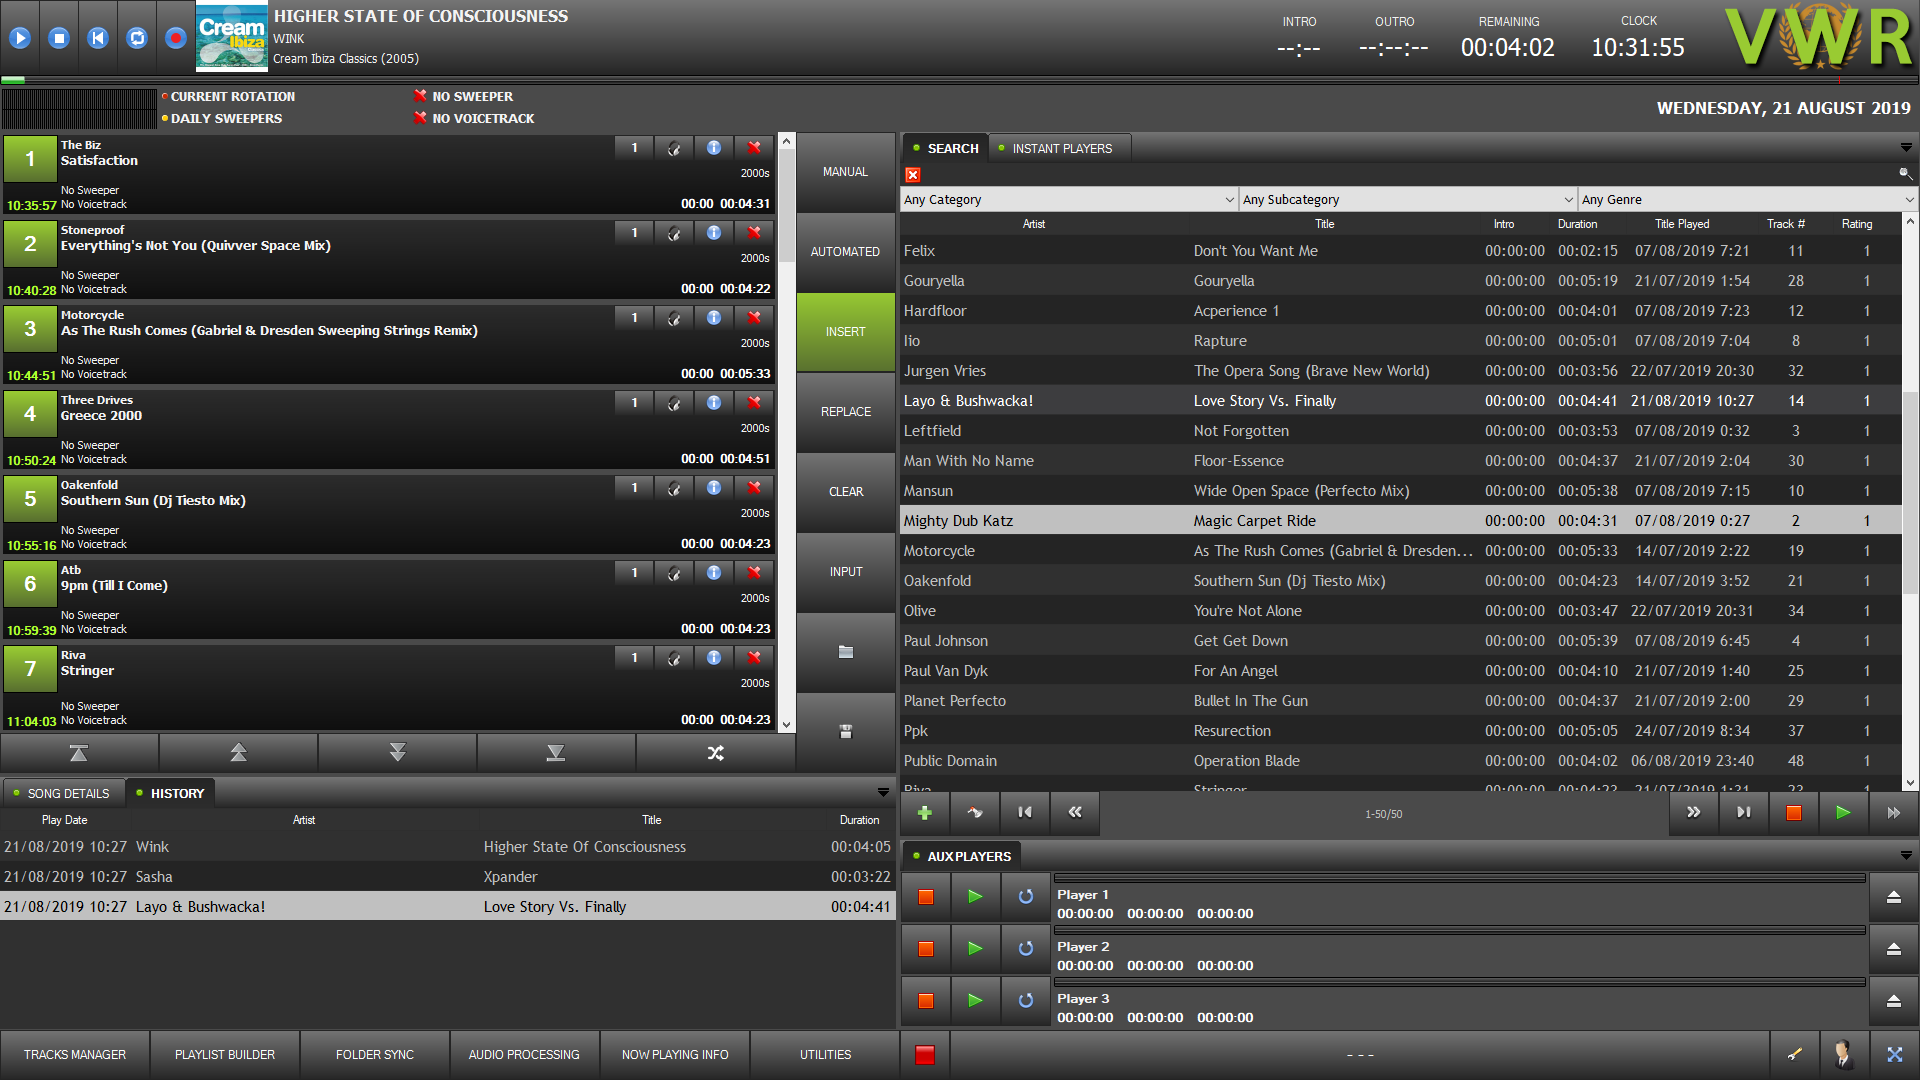 HIGHER STATE OF CONSCIOUSNESS
WINK
Cream Ibiza Classics (2005)
Cream
Ibiza
INTRO
--:--
OUTRO
--:--:--
REMAINING
00:04:02
CLOCK
10:31:55
VWR
CURRENT ROTATION
DAILY SWEEPERS
NO SWEEPER
NO VOICETRACK
WEDNESDAY, 21 AUGUST 2019
1 The Biz 1
Satisfaction
2000s
No Sweeper
10:35:57 No Voicetrack 00:00 00:04:31
2 Stoneproof 1
Everything's Not You (Quivver Space Mix)
2000s
No Sweeper
10:40:28 No Voicetrack 00:00 00:04:22
3 Motorcycle 1
As The Rush Comes (Gabriel & Dresden Sweeping Strings Remix)
2000s
No Sweeper
10:44:51 No Voicetrack 00:00 00:05:33
4 Three Drives 1
Greece 2000
2000s
No Sweeper
10:50:24 No Voicetrack 00:00 00:04:51
5 Oakenfold 1
Southern Sun (Dj Tiesto Mix)
2000s
No Sweeper
10:55:16 No Voicetrack 00:00 00:04:23
6 Atb 1
9pm (Till I Come)
2000s
No Sweeper
10:59:39 No Voicetrack 00:00 00:04:23
7 Riva 1
Stringer
2000s
No Sweeper
11:04:03 No Voicetrack 00:00 00:04:23
MANUAL
AUTOMATED
INSERT
REPLACE
CLEAR
INPUT
SEARCH INSTANT PLAYERS
Any Category Any Subcategory Any Genre
Artist Title Intro Duration Title Played Track # Rating
Felix Don't You Want Me 00:00:00 00:02:15 07/08/2019 7:21 11 1
Gouryella Gouryella 00:00:00 00:05:19 21/07/2019 1:54 28 1
Hardfloor Acperience 1 00:00:00 00:04:01 07/08/2019 7:23 12 1
Iio Rapture 00:00:00 00:05:01 07/08/2019 7:04 8 1
Jurgen Vries The Opera Song (Brave New World) 00:00:00 00:03:56 22/07/2019 20:30 32 1
Layo & Bushwacka! Love Story Vs. Finally 00:00:00 00:04:41 21/08/2019 10:27 14 1
Leftfield Not Forgotten 00:00:00 00:03:53 07/08/2019 0:32 3 1
Man With No Name Floor-Essence 00:00:00 00:04:37 21/07/2019 2:04 30 1
Mansun Wide Open Space (Perfecto Mix) 00:00:00 00:05:38 07/08/2019 7:15 10 1
Mighty Dub Katz Magic Carpet Ride 00:00:00 00:04:31 07/08/2019 0:27 2 1
Motorcycle As The Rush Comes (Gabriel & Dresden... 00:00:00 00:05:33 14/07/2019 2:22 19 1
Oakenfold Southern Sun (Dj Tiesto Mix) 00:00:00 00:04:23 14/07/2019 3:52 21 1
Olive You're Not Alone 00:00:00 00:03:47 22/07/2019 20:31 34 1
Paul Johnson Get Get Down 00:00:00 00:05:39 07/08/2019 6:45 4 1
Paul Van Dyk For An Angel 00:00:00 00:04:10 21/07/2019 1:40 25 1
Planet Perfecto Bullet In The Gun 00:00:00 00:04:37 21/07/2019 2:00 29 1
Ppk Resurection 00:00:00 00:05:05 24/07/2019 8:34 37 1
Public Domain Operation Blade 00:00:00 00:04:02 06/08/2019 23:40 48 1
Riva Stringer 00:00:00 00:04:23 21/07/2019 1:31 23 1
1-50/50
SONG DETAILS HISTORY
Play Date Artist Title Duration
21/08/2019 10:27 Wink Higher State Of Consciousness 00:04:05
21/08/2019 10:27 Sasha Xpander 00:03:22
21/08/2019 10:27 Layo & Bushwacka! Love Story Vs. Finally 00:04:41
AUX PLAYERS
Player 1
00:00:00 00:00:00 00:00:00
Player 2
00:00:00 00:00:00 00:00:00
Player 3
00:00:00 00:00:00 00:00:00
TRACKS MANAGER PLAYLIST BUILDER FOLDER SYNC AUDIO PROCESSING NOW PLAYING INFO UTILITIES
- - -